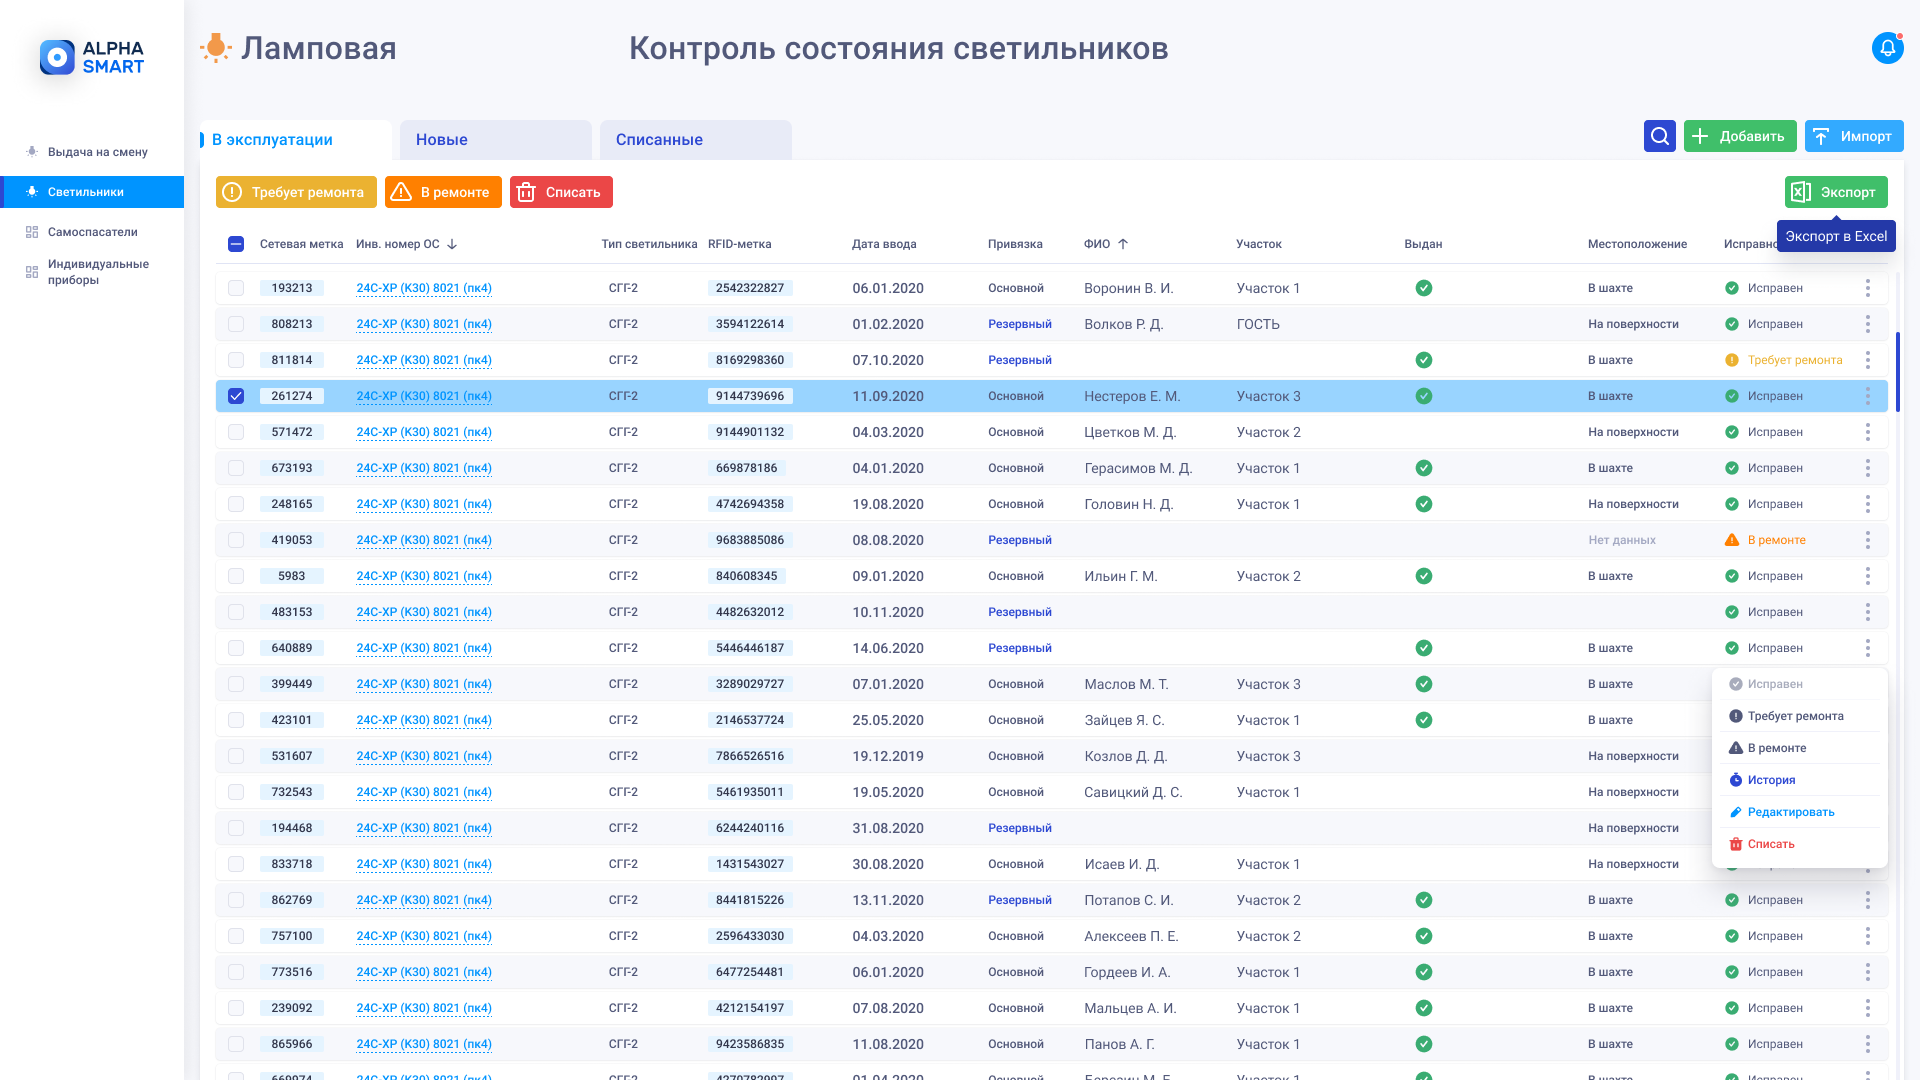 ALPHA
SMART
Ламповая
Контроль состояния светильников
Выдача на смену
Светильники
Самоспасатели
Индивидуальные
приборы
В эксплуатации
Новые
Списанные
Добавить
Импорт
Требует ремонта
В ремонте
Списать
Экспорт
Экспорт в Excel
Сетевая метка Инв. номер ОС Тип светильника RFID-метка Дата ввода Привязка ФИО Участок Выдан Местоположение
193213 24С-ХР (К30) 8021 (пк4) СГГ-2 2542322827 06.01.2020 Основной Воронин В. И. Участок 1 В шахте Исправен
808213 24С-ХР (К30) 8021 (пк4) СГГ-2 3594122614 01.02.2020 Резервный Волков Р. Д. ГОСТЬ На поверхности Исправен
811814 24С-ХР (К30) 8021 (пк4) СГГ-2 8169298360 07.10.2020 Резервный В шахте Требует ремонта
261274 24С-ХР (К30) 8021 (пк4) СГГ-2 9144739696 11.09.2020 Основной Нестеров Е. М. Участок 3 В шахте Исправен
571472 24С-ХР (К30) 8021 (пк4) СГГ-2 9144901132 04.03.2020 Основной Цветков М. Д. Участок 2 На поверхности Исправен
673193 24С-ХР (К30) 8021 (пк4) СГГ-2 669878186 04.01.2020 Основной Герасимов М. Д. Участок 1 В шахте Исправен
248165 24С-ХР (К30) 8021 (пк4) СГГ-2 4742694358 19.08.2020 Основной Головин Н. Д. Участок 1 На поверхности Исправен
419053 24С-ХР (К30) 8021 (пк4) СГГ-2 9683885086 08.08.2020 Резервный Нет данных В ремонте
5983 24С-ХР (К30) 8021 (пк4) СГГ-2 840608345 09.01.2020 Основной Ильин Г. М. Участок 2 В шахте Исправен
483153 24С-ХР (К30) 8021 (пк4) СГГ-2 4482632012 10.11.2020 Резервный Исправен
640889 24С-ХР (К30) 8021 (пк4) СГГ-2 5446446187 14.06.2020 Резервный В шахте Исправен
399449 24С-ХР (К30) 8021 (пк4) СГГ-2 3289029727 07.01.2020 Основной Маслов М. Т. Участок 3 В шахте
423101 24С-ХР (К30) 8021 (пк4) СГГ-2 2146537724 25.05.2020 Основной Зайцев Я. С. Участок 1 В шахте
531607 24С-ХР (К30) 8021 (пк4) СГГ-2 7866526516 19.12.2019 Основной Козлов Д. Д. Участок 3 На поверхности
732543 24С-ХР (К30) 8021 (пк4) СГГ-2 5461935011 19.05.2020 Основной Савицкий Д. С. Участок 1 На поверхности
194468 24С-ХР (К30) 8021 (пк4) СГГ-2 6244240116 31.08.2020 Резервный На поверхности
833718 24С-ХР (К30) 8021 (пк4) СГГ-2 1431543027 30.08.2020 Основной Исаев И. Д. Участок 1 На поверхности
Исправен
Требует ремонта
В ремонте
История
Редактировать
Списать
862769 24С-ХР (К30) 8021 (пк4) СГГ-2 8441815226 13.11.2020 Резервный Потапов С. И. Участок 2 В шахте Исправен
757100 24С-ХР (К30) 8021 (пк4) СГГ-2 2596433030 04.03.2020 Основной Алексеев П. Е. Участок 2 В шахте Исправен
773516 24С-ХР (К30) 8021 (пк4) СГГ-2 6477254481 06.01.2020 Основной Гордеев И. А. Участок 1 В шахте Исправен
239092 24С-ХР (К30) 8021 (пк4) СГГ-2 4212154197 07.08.2020 Основной Мальцев А. И. Участок 1 В шахте Исправен
865966 24С-ХР (К30) 8021 (пк4) СГГ-2 9423586835 11.08.2020 Основной Панов А. Г. Участок 1 В шахте Исправен